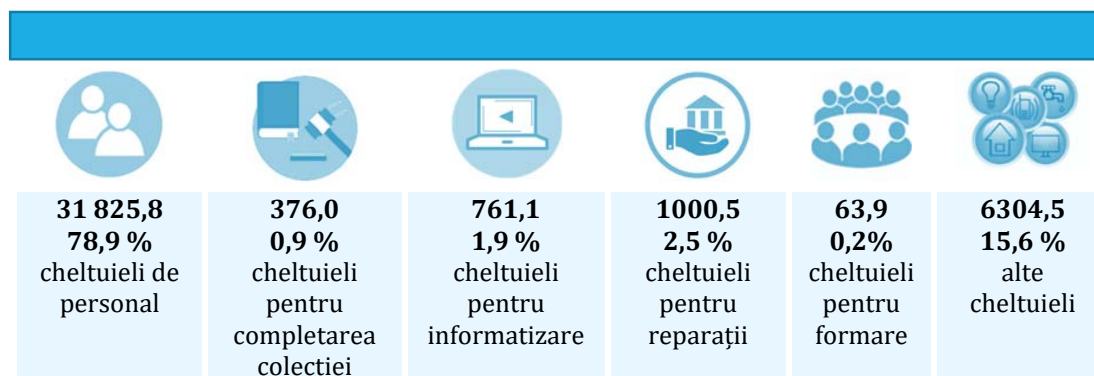 31 825,8
78,9 %
cheltuieli de
personal
376,0
0,9 %
cheltuieli
pentru
completarea
colecției
761,1
1,9 %
cheltuieli
pentru
informatizare
1000,5
2,5 %
cheltuieli
pentru
reparații
63,9
0,2%
cheltuieli
pentru
formare
6304,5
15,6 %
alte
cheltuieli